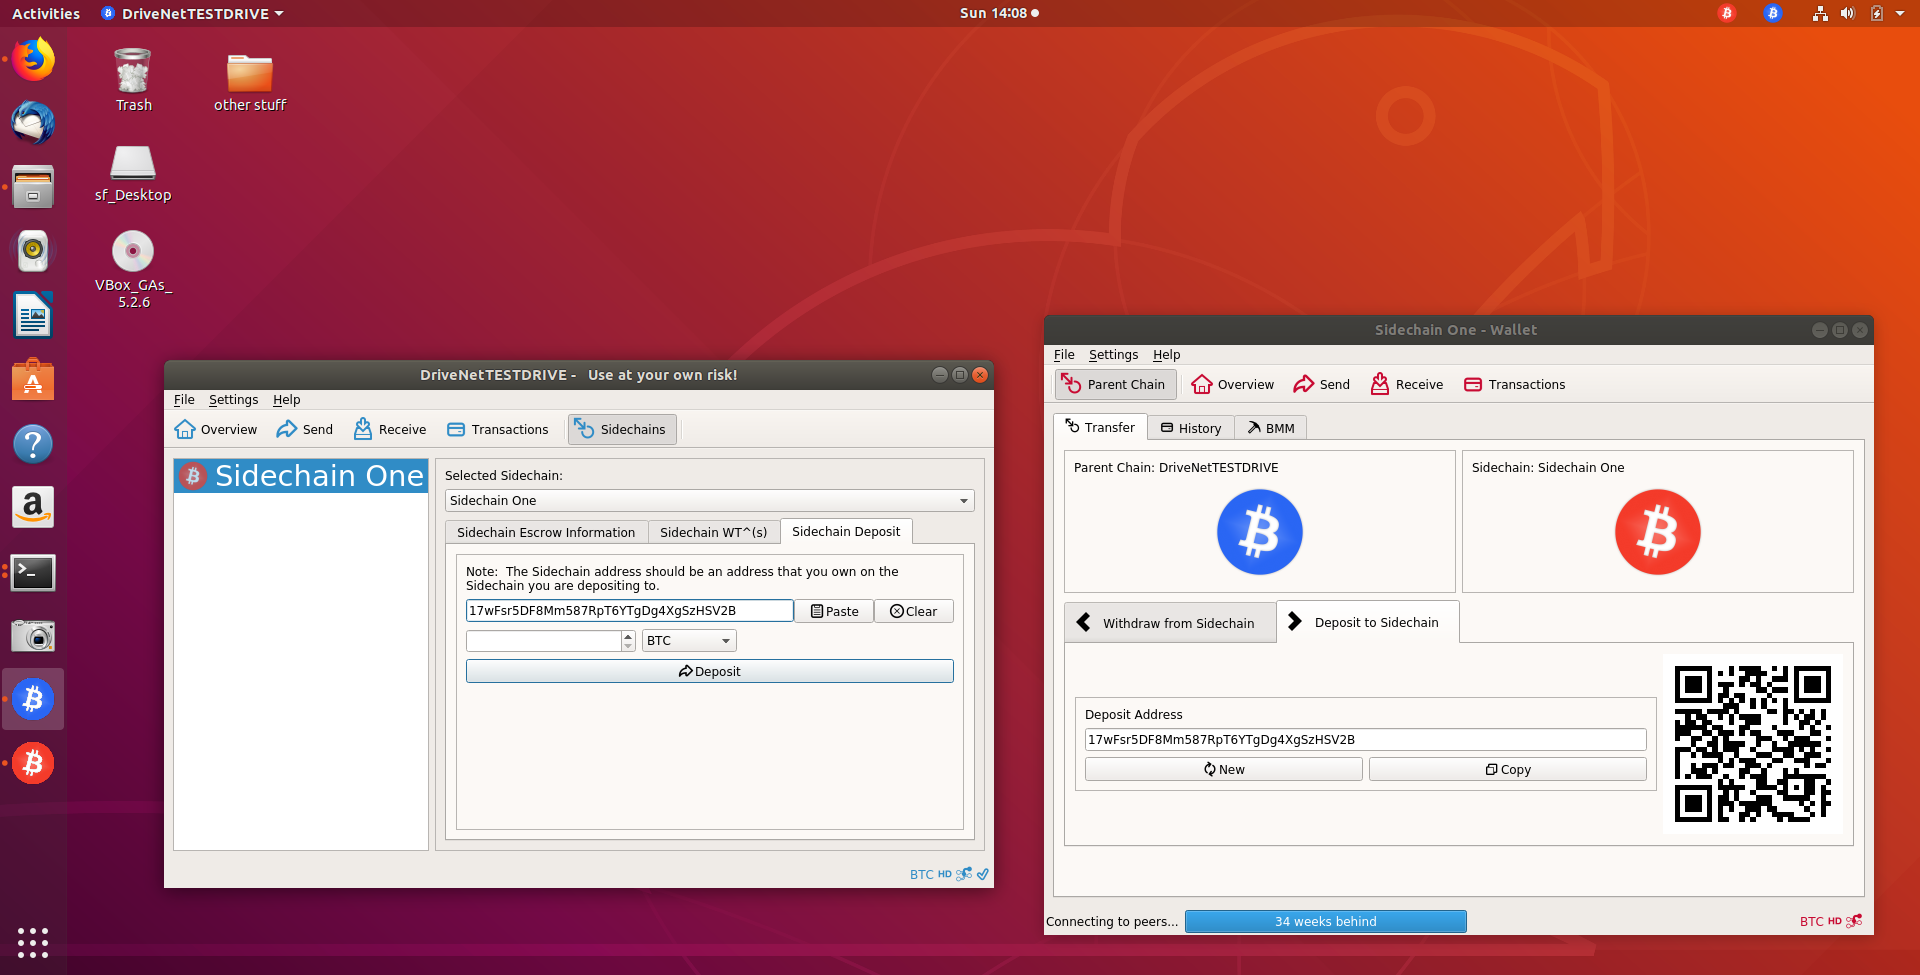 Activities
DriveNetTESTDRIVE
Sun 14:08
Trash
other stuff
sf_Desktop
VBox_GAs_
5.2.6
DriveNetTESTDRIVE - Use at your own risk!
File Settings Help
Overview Send Receive Transactions Sidechains
Sidechain One
Selected Sidechain:
Sidechain One
Sidechain Escrow Information Sidechain WT^(s) Sidechain Deposit
Note: The Sidechain address should be an address that you own on the
Sidechain you are depositing to.
17wFsr5DF8Mm587RpT6YTgDg4XgSzHSV2B Paste Clear
BTC
Deposit
BTC HD
Sidechain One - Wallet
File Settings Help
Parent Chain Overview Send Receive Transactions
Transfer History BMM
Parent Chain: DriveNetTESTDRIVE
Sidechain: Sidechain One
Withdraw from Sidechain Deposit to Sidechain
Deposit Address
17wFsr5DF8Mm587RpT6YTgDg4XgSzHSV2B
New Copy
Connecting to peers... 34 weeks behind
BTC HD